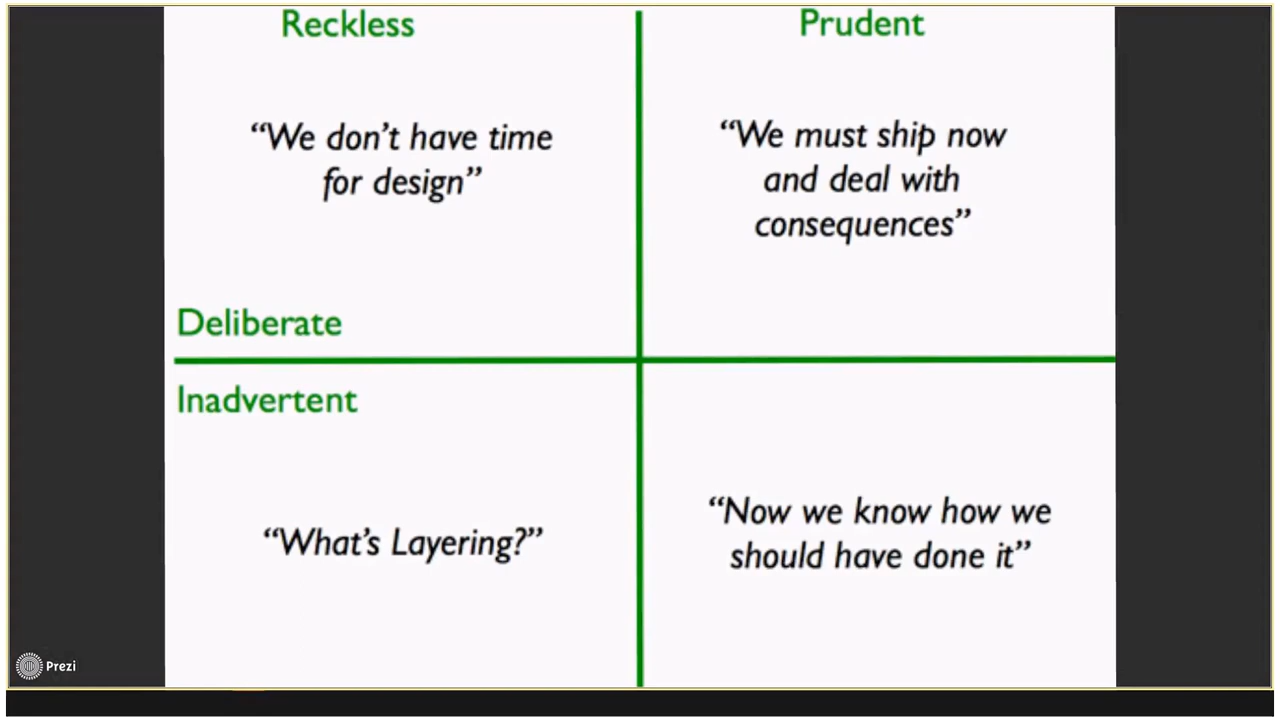 Reckless
Prudent
“We don’t have time
for design”
“We must ship now
and deal with
consequences”
Deliberate
Inadvertent
“What’s Layering?”
“Now we know how we
should have done it”
Prezi